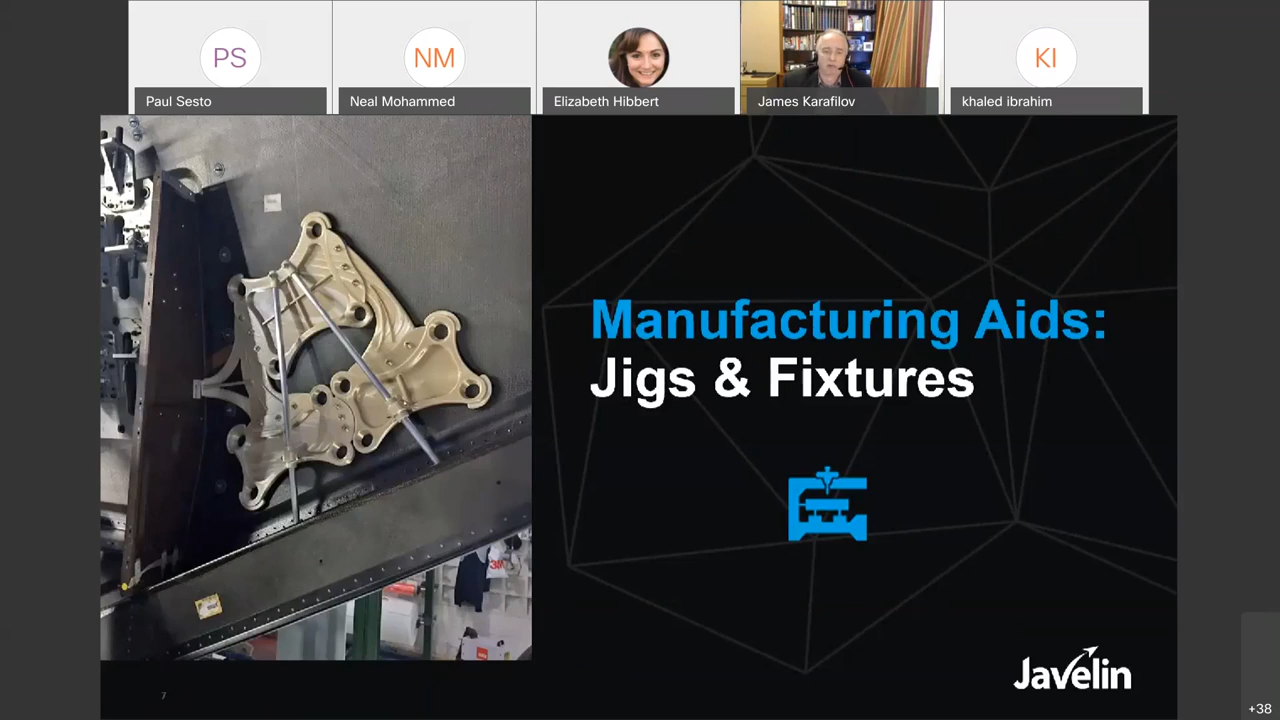 PS
NM
KI
Paul Sesto
Neal Mohammed
Elizabeth Hibbert
James Karafilov
khaled ibrahim
Manufacturing Aids:
Jigs & Fixtures
3M
Javelin
7
+38